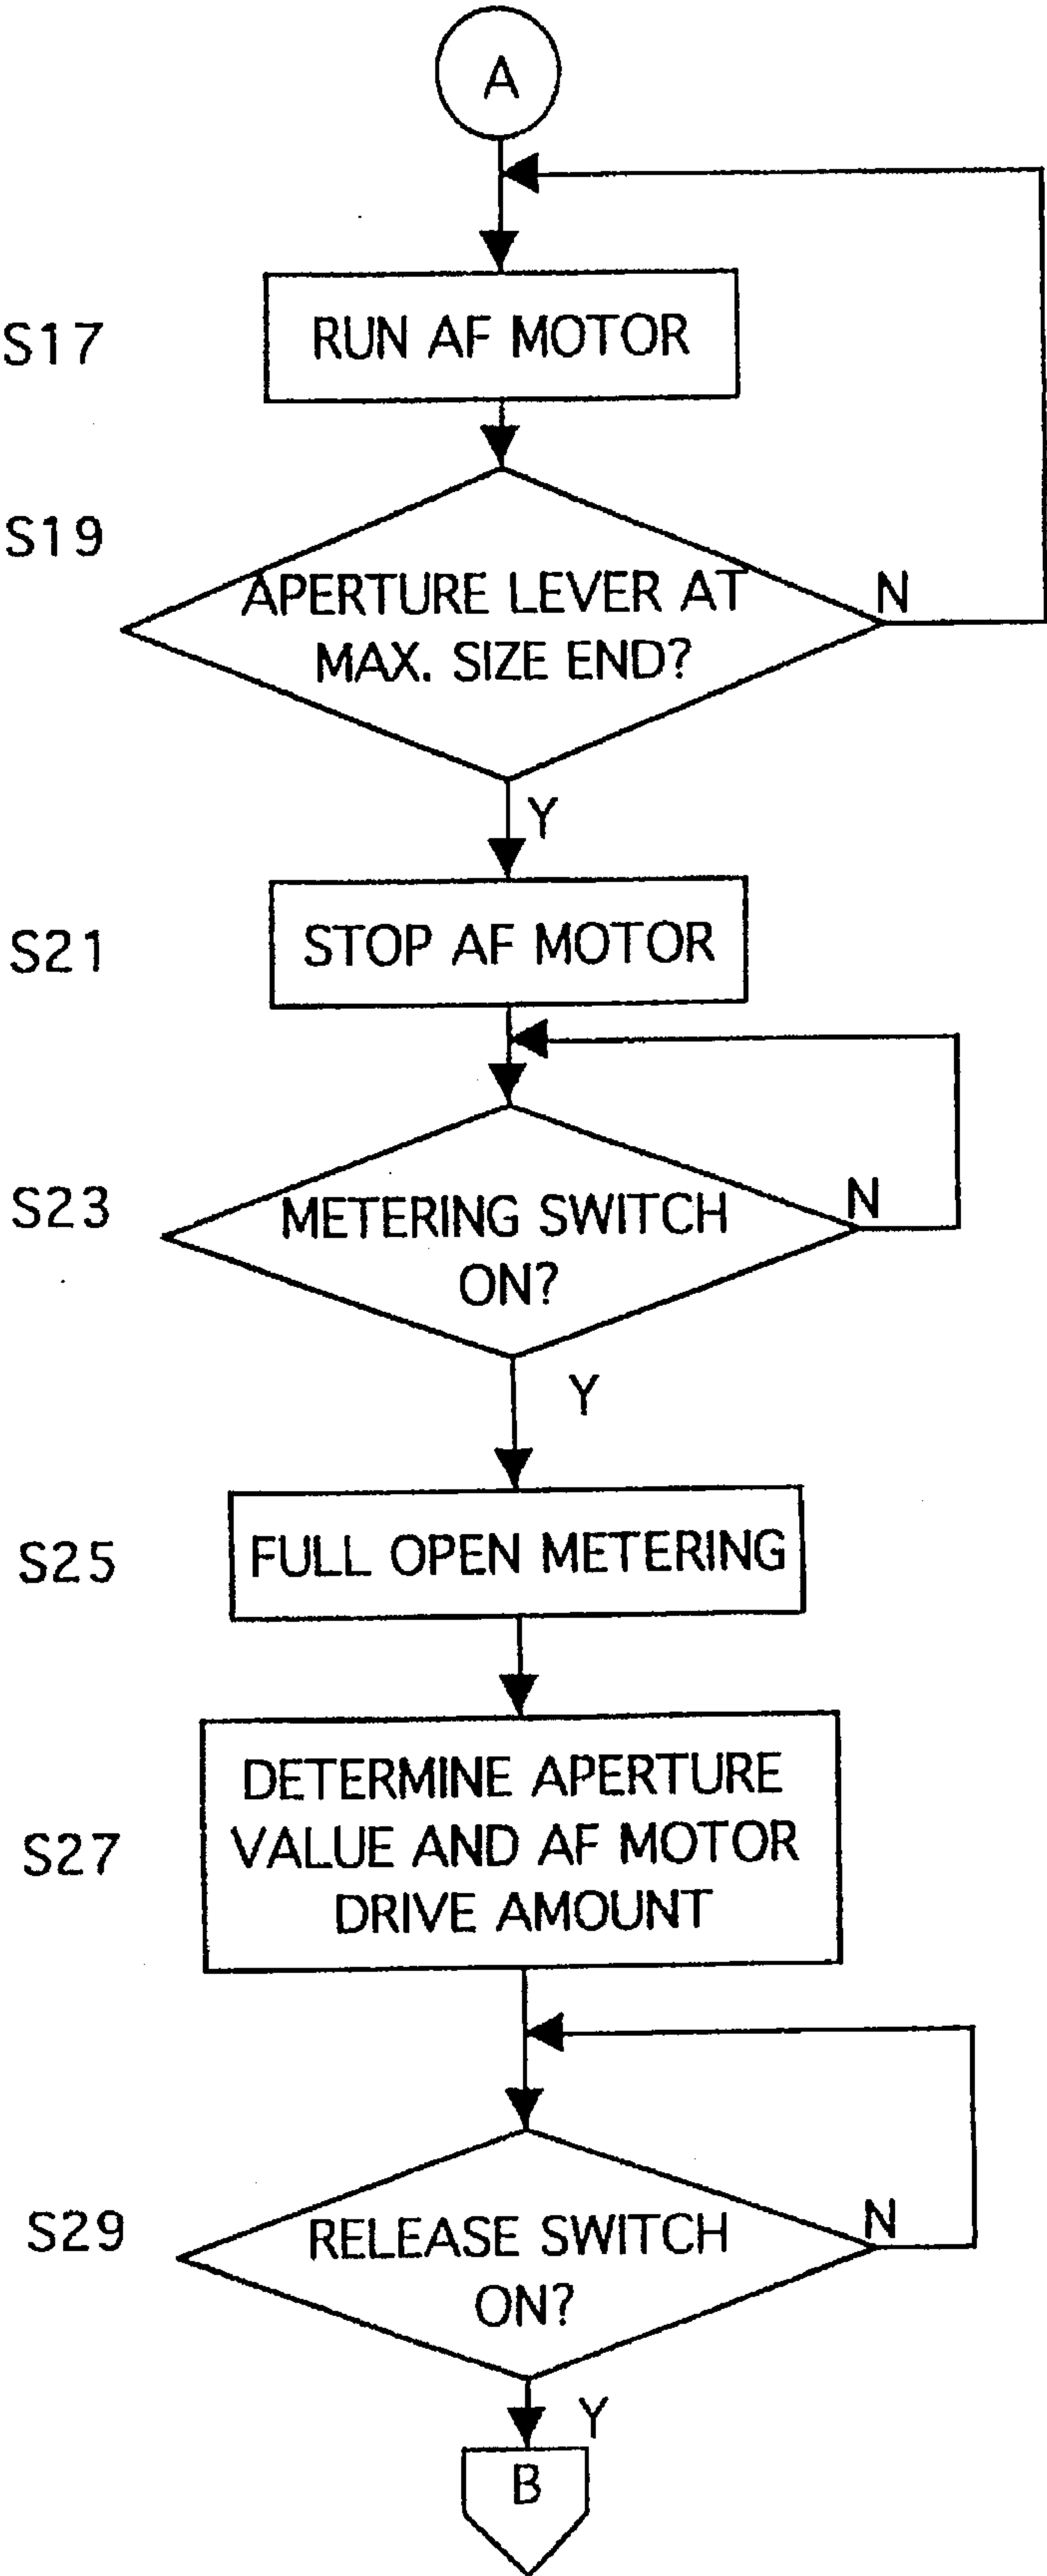 A
S17
RUN AF MOTOR
S19
APERTURE LEVER AT
MAX. SIZE END?
N
Y
S21
STOP AF MOTOR
S23
METERING SWITCH
ON?
N
Y
S25
FULL OPEN METERING
S27
DETERMINE APERTURE
VALUE AND AF MOTOR
DRIVE AMOUNT
S29
RELEASE SWITCH
ON?
N
Y
B